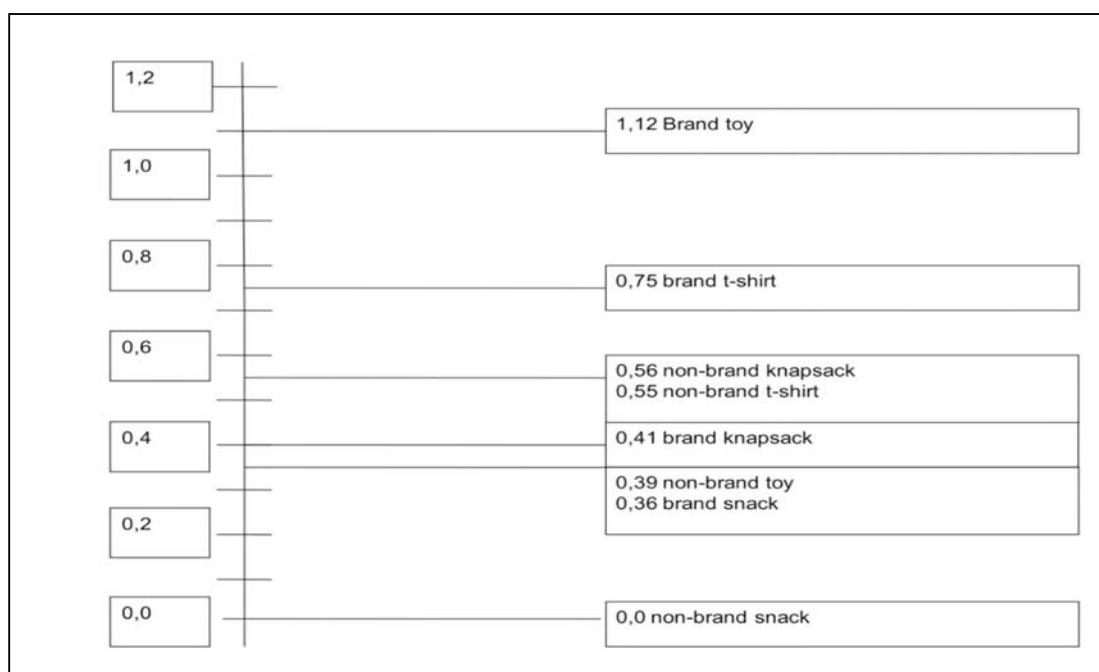 1,2
1,12 Brand toy
1,0
0,8
0,75 brand t-shirt
0,6
0,56 non-brand knapsack
0,55 non-brand t-shirt
0,4
0,41 brand knapsack
0,39 non-brand toy
0,36 brand snack
0,2
0,0
0,0 non-brand snack